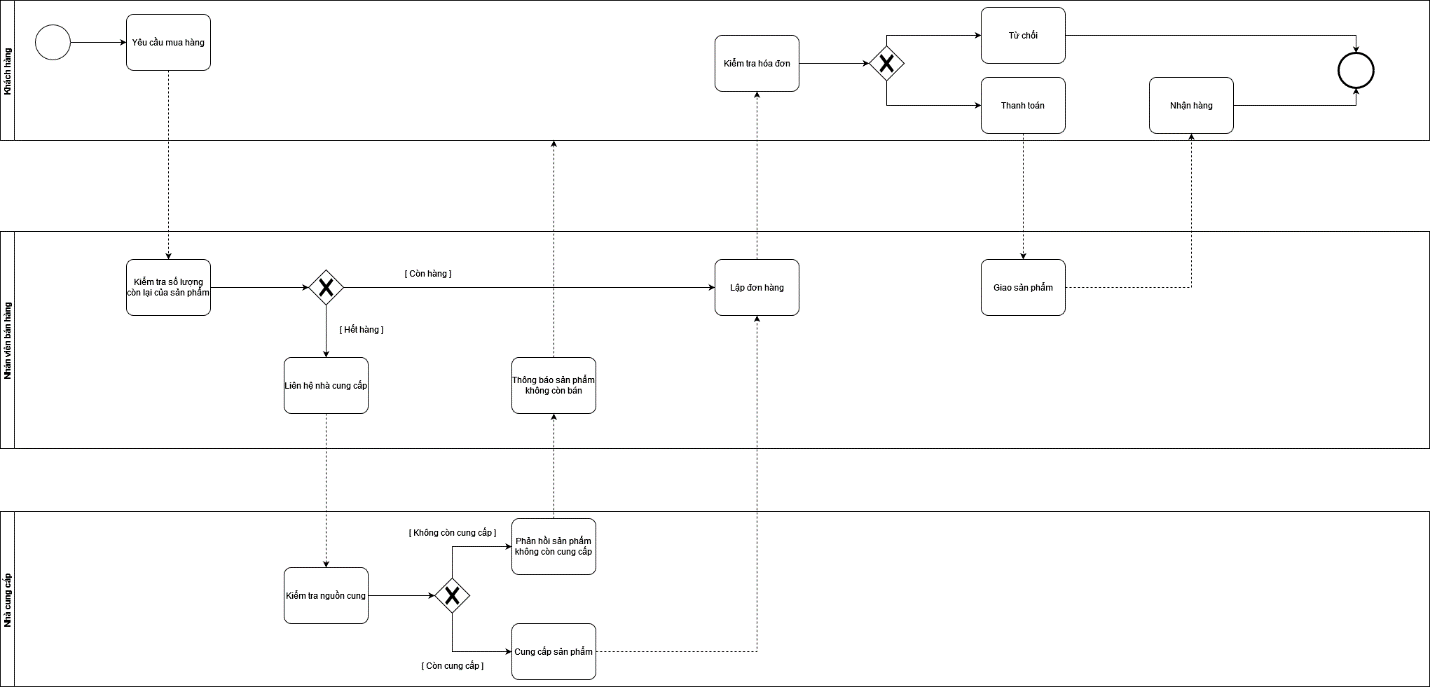 Khách hàng
Yêu cầu mua hàng
Kiểm tra hóa đơn
Từ chối
Thanh toán
Nhận hàng
Nhân viên bán hàng
Kiểm tra số lượng
còn lại của sản phẩm
[ Còn hàng ]
Lập đơn hàng
Giao sản phẩm
[ Hết hàng ]
Liên hệ nhà cung cấp
Thông báo sản phẩm
không còn bán
Nhà cung cấp
[ Không còn cung cấp ]
Phản hồi sản phẩm
không còn cung cấp
Kiểm tra nguồn cung
Cung cấp sản phẩm
[ Còn cung cấp ]